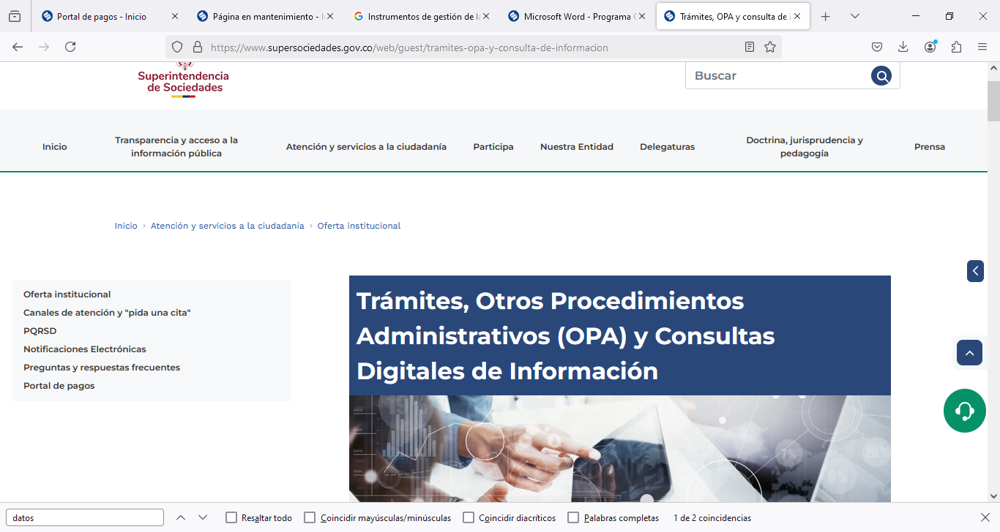 Portal de pagos - Inicio
Página en mantenimiento - I
Instrumentos de gestión de la
Microsoft Word - Programa
Trámites, OPA y consulta de i
https://www.supersociedades.gov.co/web/guest/tramites-opa-y-consulta-de-informacion
Superintendencia
de Sociedades
Buscar
Inicio
Transparencia y acceso a la
información pública
Atención y servicios a la ciudadanía
Participa
Nuestra Entidad
Delegaturas
Doctrina, jurisprudencia y
pedagogía
Prensa
Inicio › Atención y servicios a la ciudadanía › Oferta institucional
Oferta institucional
Canales de atención y "pida una cita"
PQRSD
Notificaciones Electrónicas
Preguntas y respuestas frecuentes
Portal de pagos
Trámites, Otros Procedimientos
Administrativos (OPA) y Consultas
Digitales de Información
datos
Resaltar todo
Coincidir mayúsculas/minúsculas
Coincidir diacríticos
Palabras completas
1 de 2 coincidencias